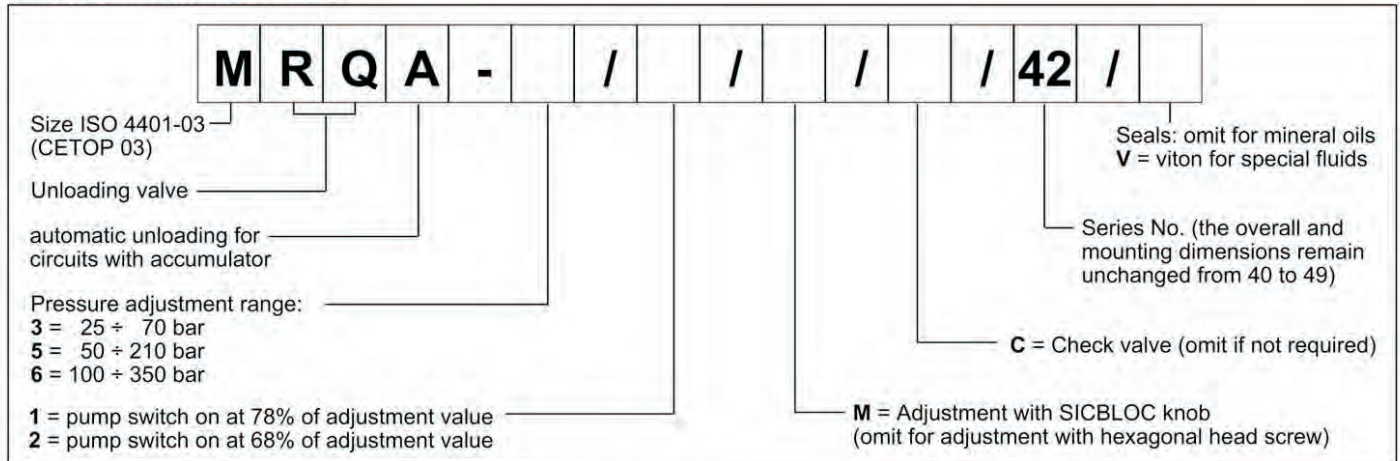 M R Q A - / / / / 42 /
Size ISO 4401-03
(CETOP 03)
Unloading valve
automatic unloading for
circuits with accumulator
Pressure adjustment range:
3 = 25 ÷ 70 bar
5 = 50 ÷ 210 bar
6 = 100 ÷ 350 bar
1 = pump switch on at 78% of adjustment value
2 = pump switch on at 68% of adjustment value
Seals: omit for mineral oils
V = viton for special fluids
Series No. (the overall and
mounting dimensions remain
unchanged from 40 to 49)
C = Check valve (omit if not required)
M = Adjustment with SICBLOC knob
(omit for adjustment with hexagonal head screw)